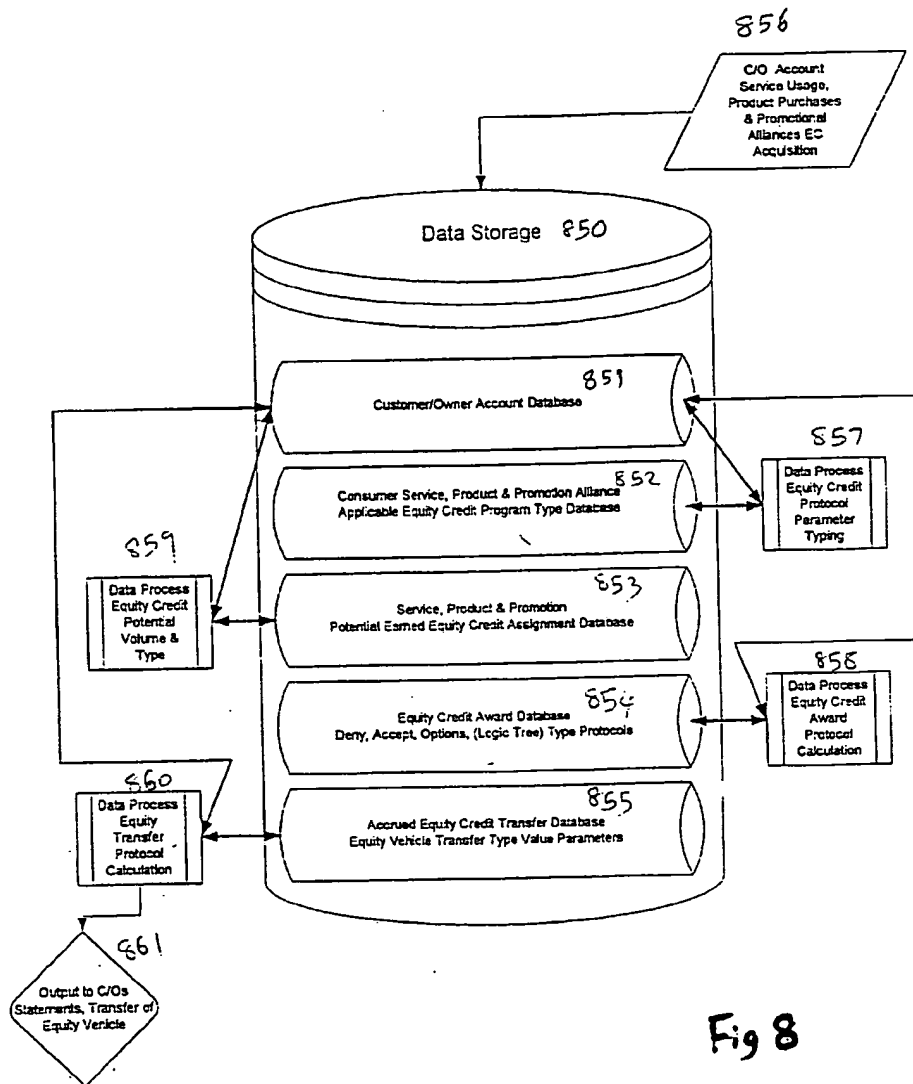 856
C/O Account
Service Usage,
Product Purchases
& Promotional
Alliances EC
Acquisition
Data Storage 850
851
Customer/Owner Account Database
857
852
Consumer Service, Product & Promotion Alliance
Applicable Equity Credit Program Type Database
Data Process
Equity Credit
Protocol
Parameter
Typing
859
Data Process
Equity Credit
Potential
Volume &
Type
853
Service, Product & Promotion
Potential Earned Equity Credit Assignment Database
858
854
Equity Credit Award Database
Deny, Accept, Options, (Logic Tree) Type Protocols
Data Process
Equity Credit
Award
Protocol
Calculation
860
Data Process
Equity
Transfer
Protocol
Calculation
855
Accrued Equity Credit Transfer Database
Equity Vehicle Transfer Type Value Parameters
861
Output to C/Os
Statements, Transfer of
Equity Vehicle
Fig 8